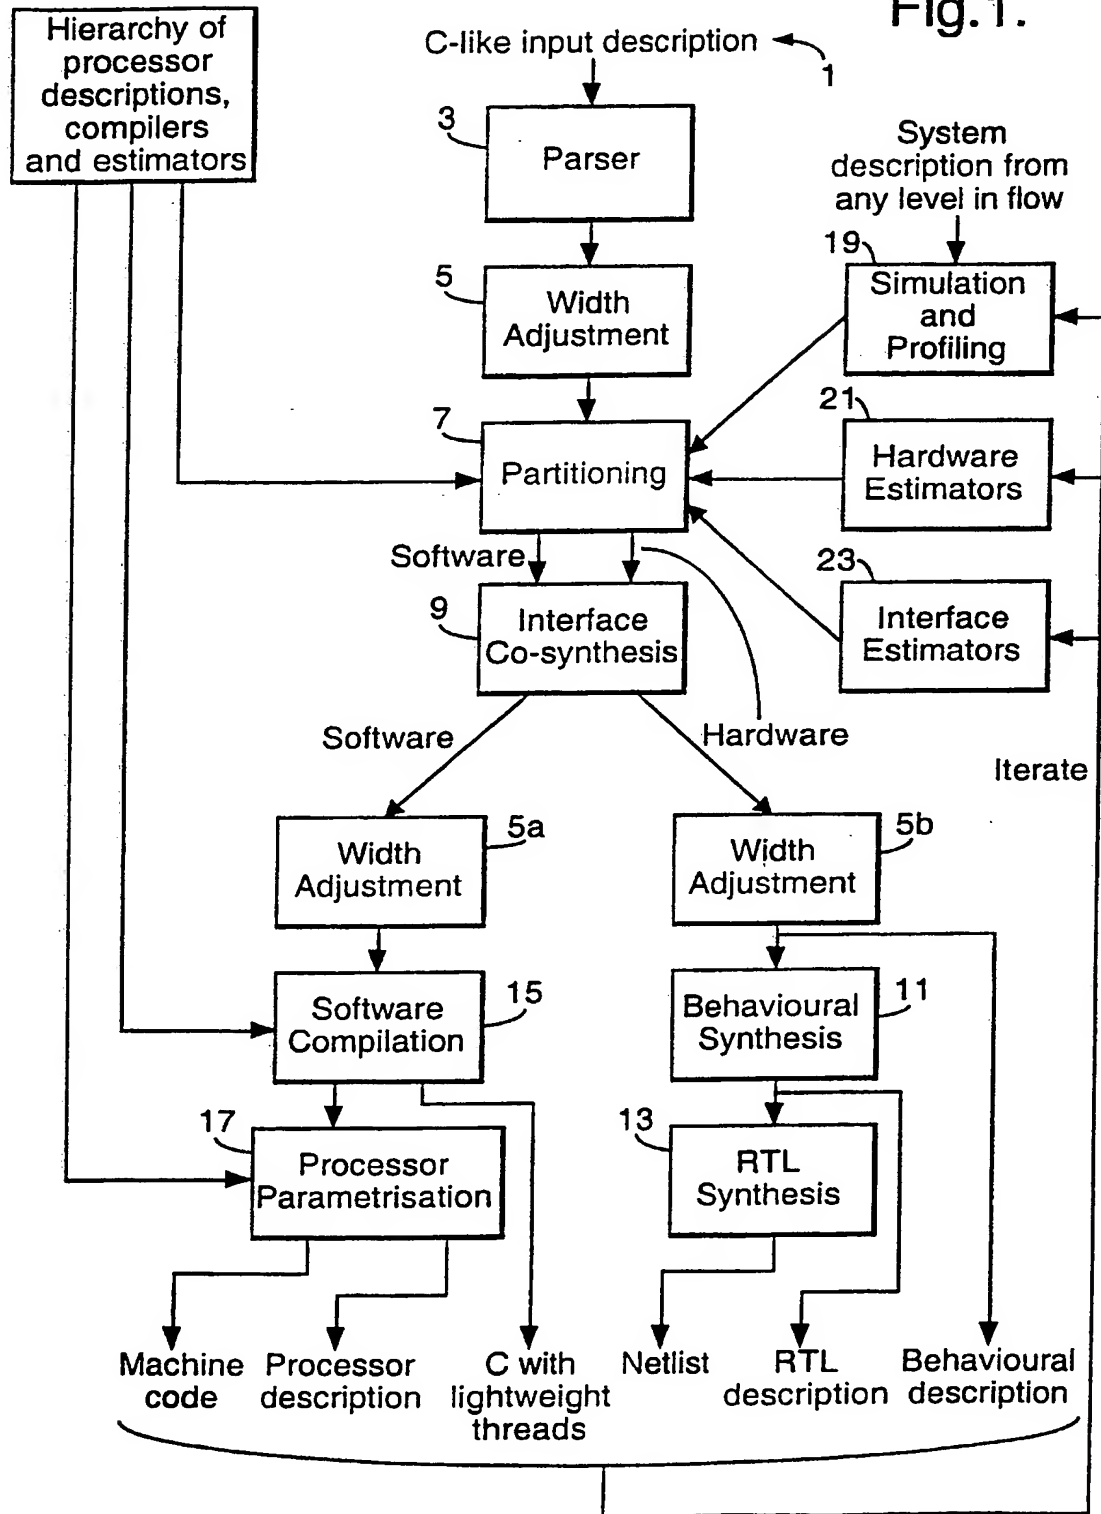 Fig.1.
Hierarchy of
processor
descriptions,
compilers
and estimators
C-like input description
1
3
Parser
System
description from
any level in flow
5
Width
Adjustment
19
Simulation
and
Profiling
7
Partitioning
21
Hardware
Estimators
Software
9
Interface
Co-synthesis
23
Interface
Estimators
Software
Hardware
Iterate
5a
Width
Adjustment
5b
Width
Adjustment
15
Software
Compilation
11
Behavioural
Synthesis
17
Processor
Parametrisation
13
RTL
Synthesis
Machine
code
Processor
description
C with
lightweight
threads
Netlist
RTL
description
Behavioural
description